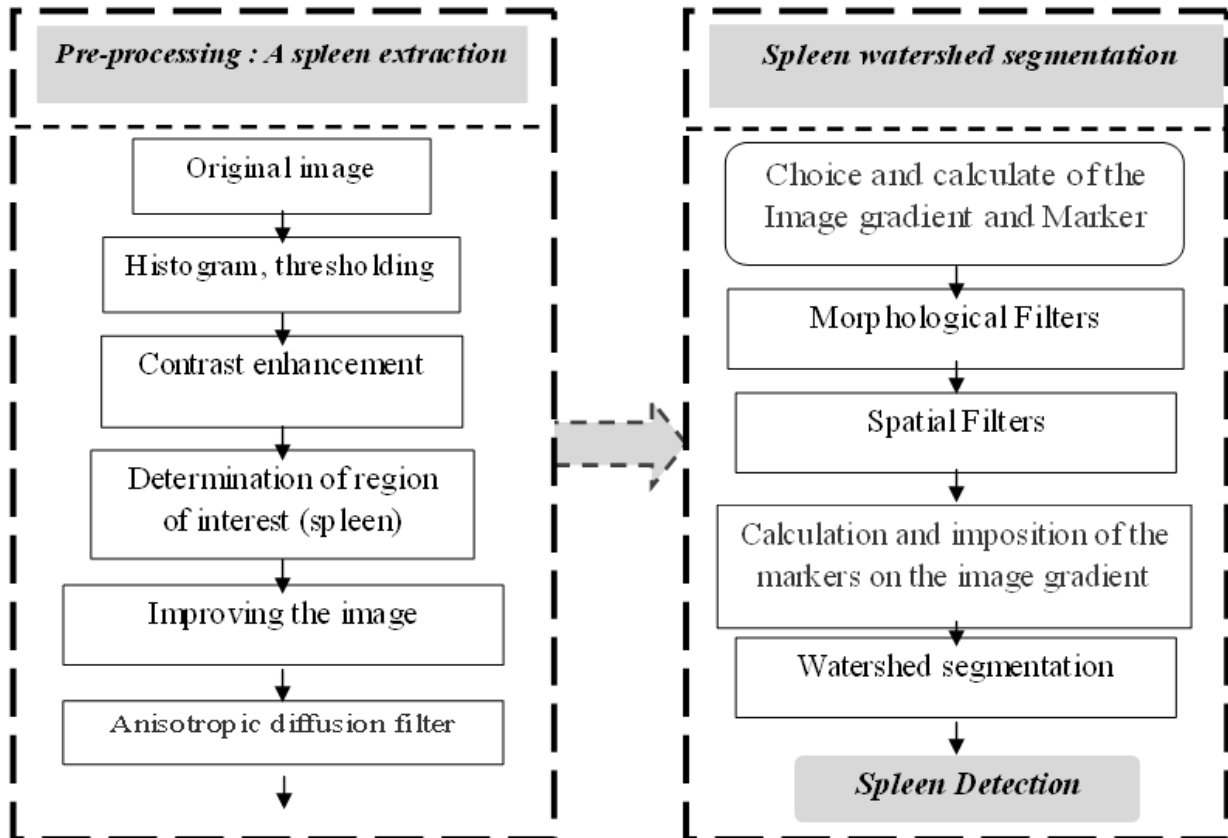 Pre-processing : A spleen extraction
Original image
Histogram, thresholding
Contrast enhancement
Determination of region
of interest (spleen)
Improving the image
Anisotropic diffusion filter
Spleen watershed segmentation
Choice and calculate of the
Image gradient and Marker
Morphological Filters
Spatial Filters
Calculation and imposition of the
markers on the image gradient
Watershed segmentation
Spleen Detection